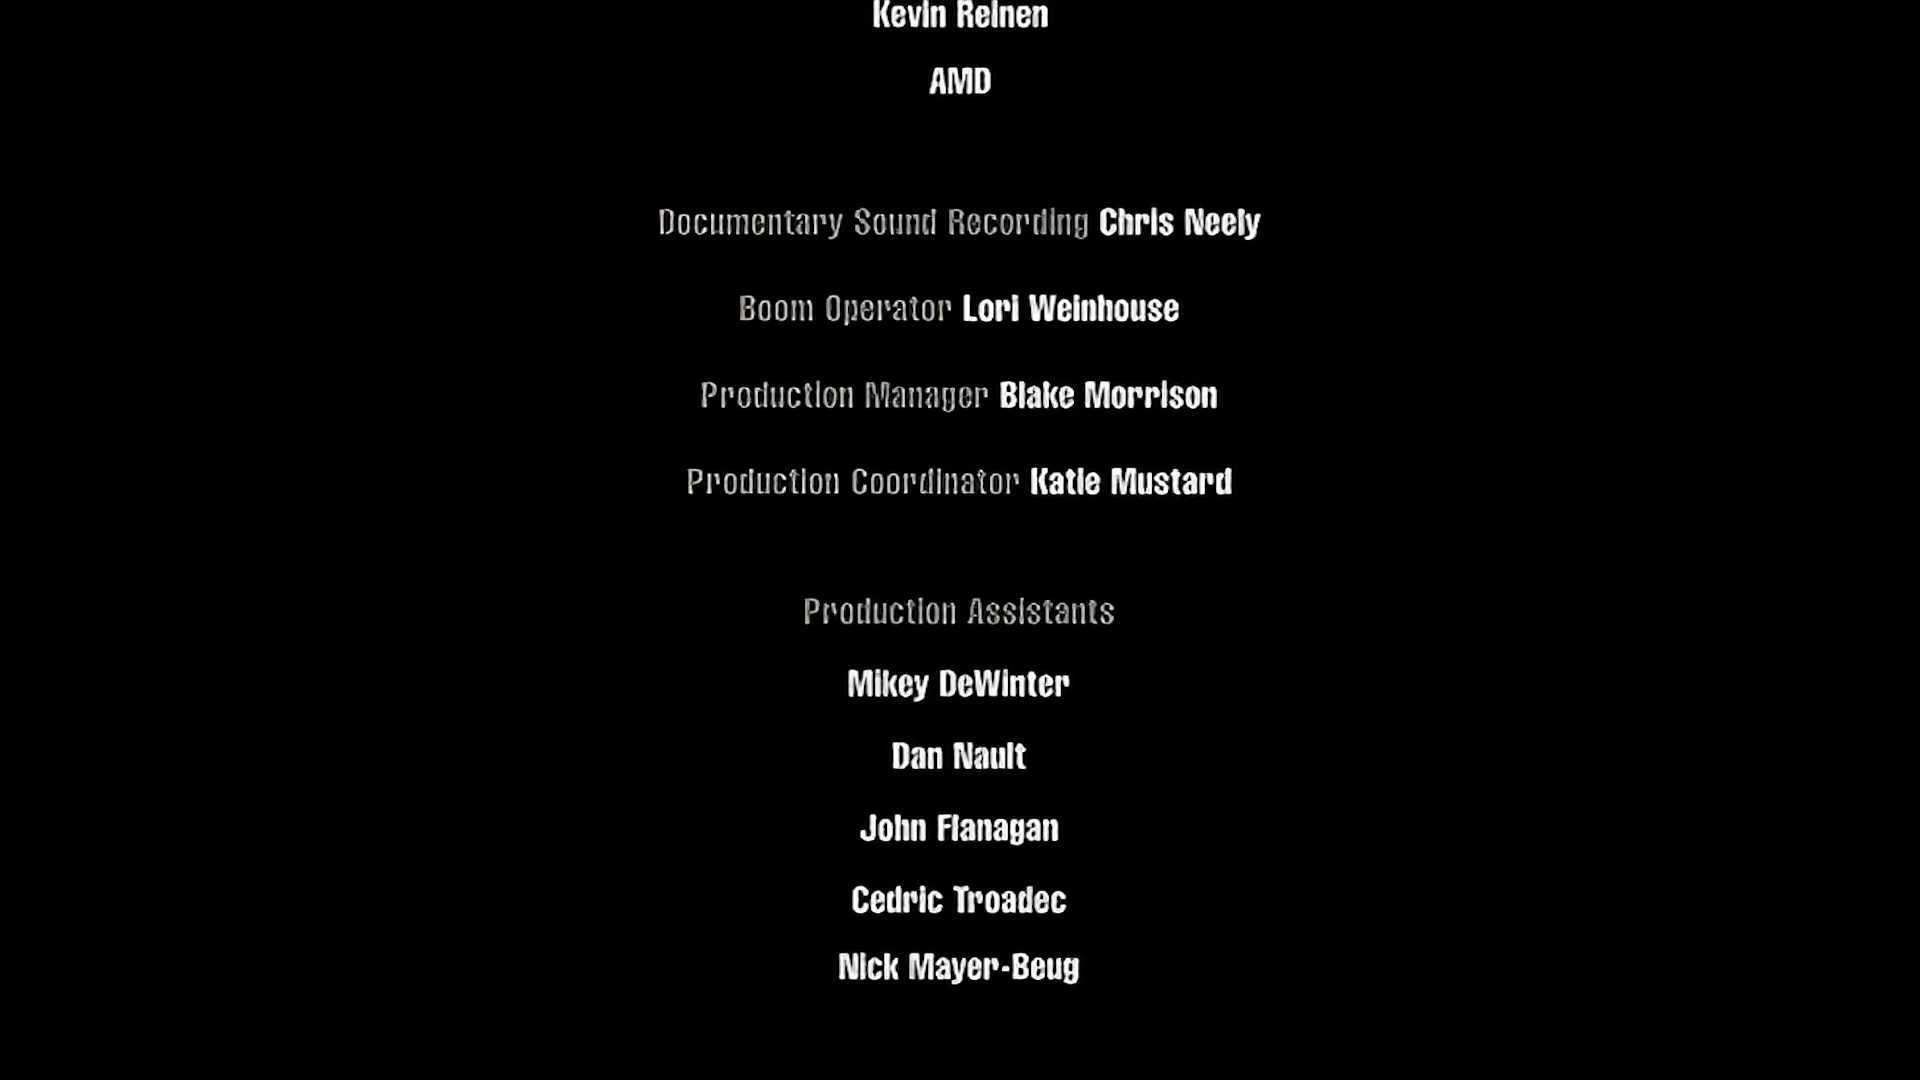 Kevin Reinen
AMD
Documentary Sound Recording Chris Neely
Boom Operator Lori Weinhouse
Production Manager Blake Morrison
Production Coordinator Katie Mustard
Production Assistants
Mikey DeWinter
Dan Nault
John Flanagan
Cedric Troadec
Nick Mayer-Beug